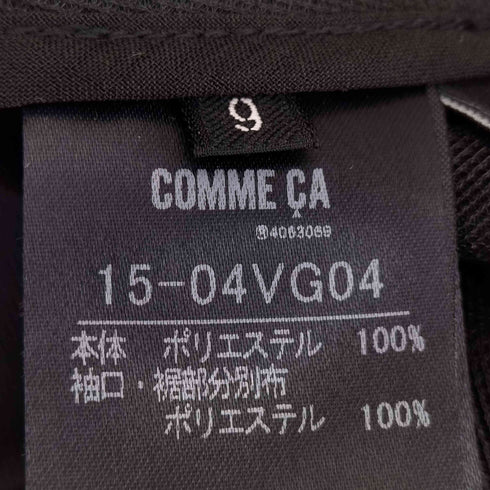 9
COMME ÇA
Ⓡ4063069
15-04VG04
本体 ポリエステル 100%
袖口・裾部分別布
ポリエステル 100%